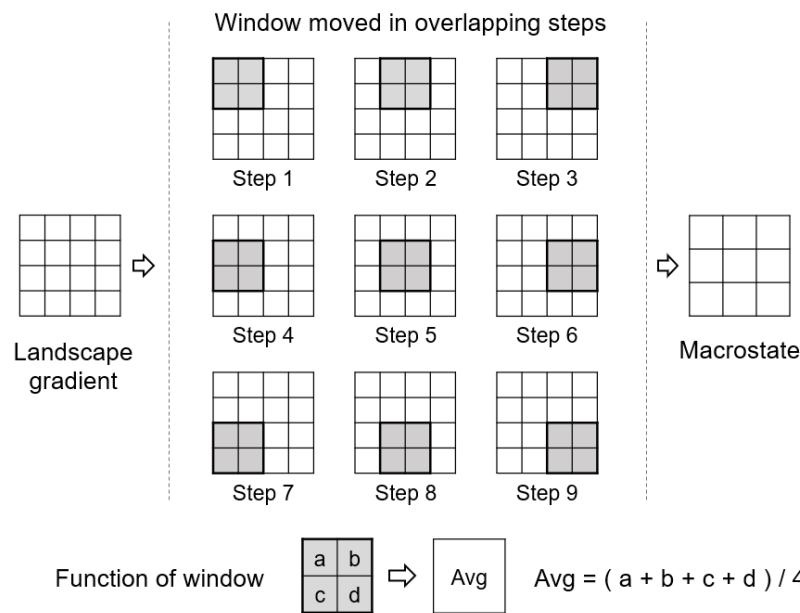 Window moved in overlapping steps
Step 1
Step 2
Step 3
Step 4
Step 5
Step 6
Landscape
gradient
Macrostate
Step 7
Step 8
Step 9
Function of window
a b
c d
Avg
Avg = ( a + b + c + d ) / 4